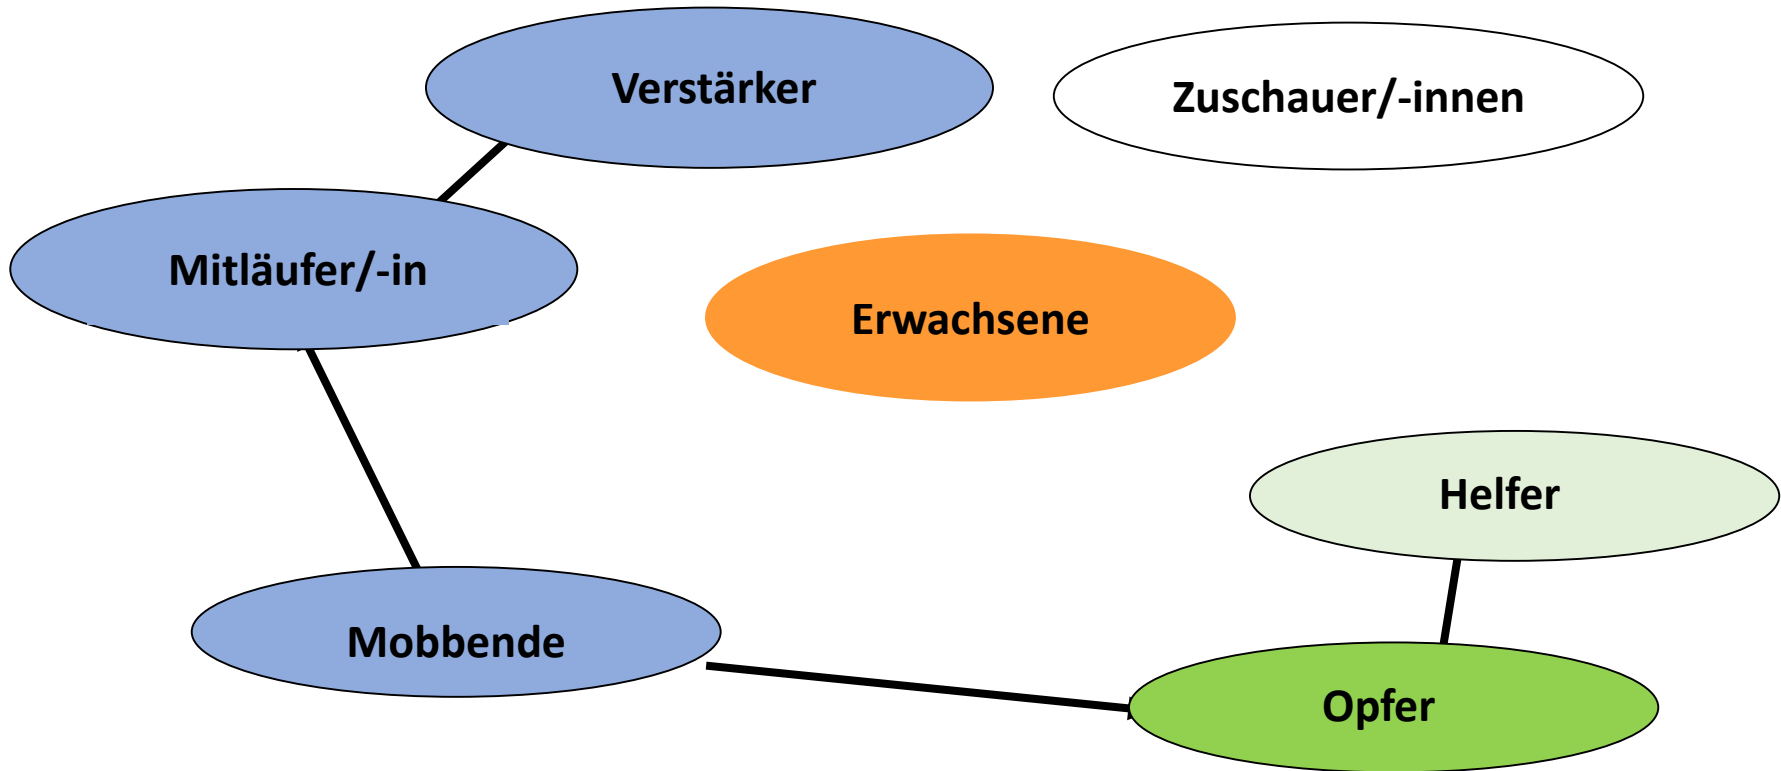 Verstärker
Zuschauer/-innen
Mitläufer/-in
Erwachsene
Helfer
Mobbende
Opfer